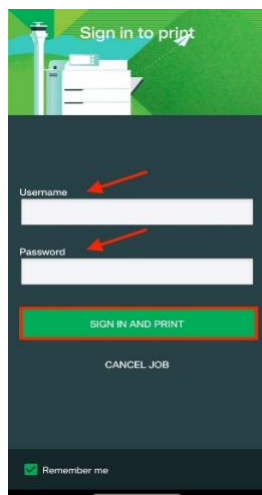 Sign in to print
Username
Password
SIGN IN AND PRINT
CANCEL JOB
Remember me